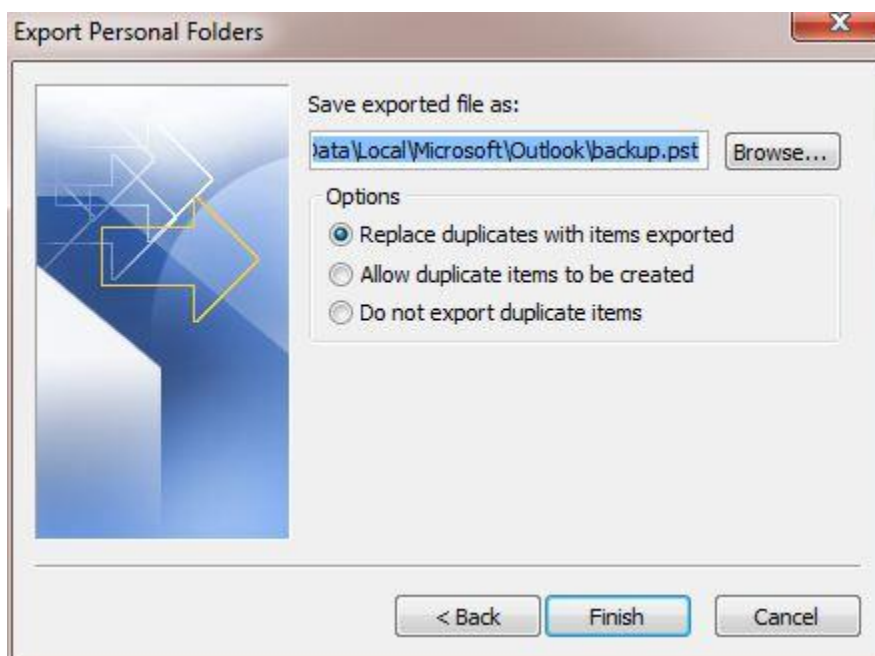 Export Personal Folders
Save exported file as:
Data\Local\Microsoft\Outlook\backup.pst
Browse...
Options
Replace duplicates with items exported
Allow duplicate items to be created
Do not export duplicate items
< Back
Finish
Cancel